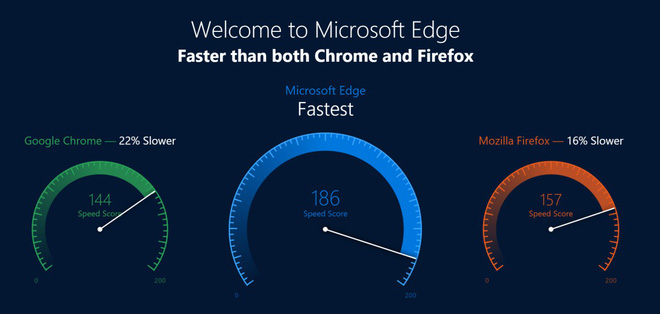 Welcome to Microsoft Edge
Faster than both Chrome and Firefox
Microsoft Edge
Fastest
Google Chrome — 22% Slower
Mozilla Firefox — 16% Slower
144
Speed Score
186
Speed Score
157
Speed Score
0
200
0
200
0
200